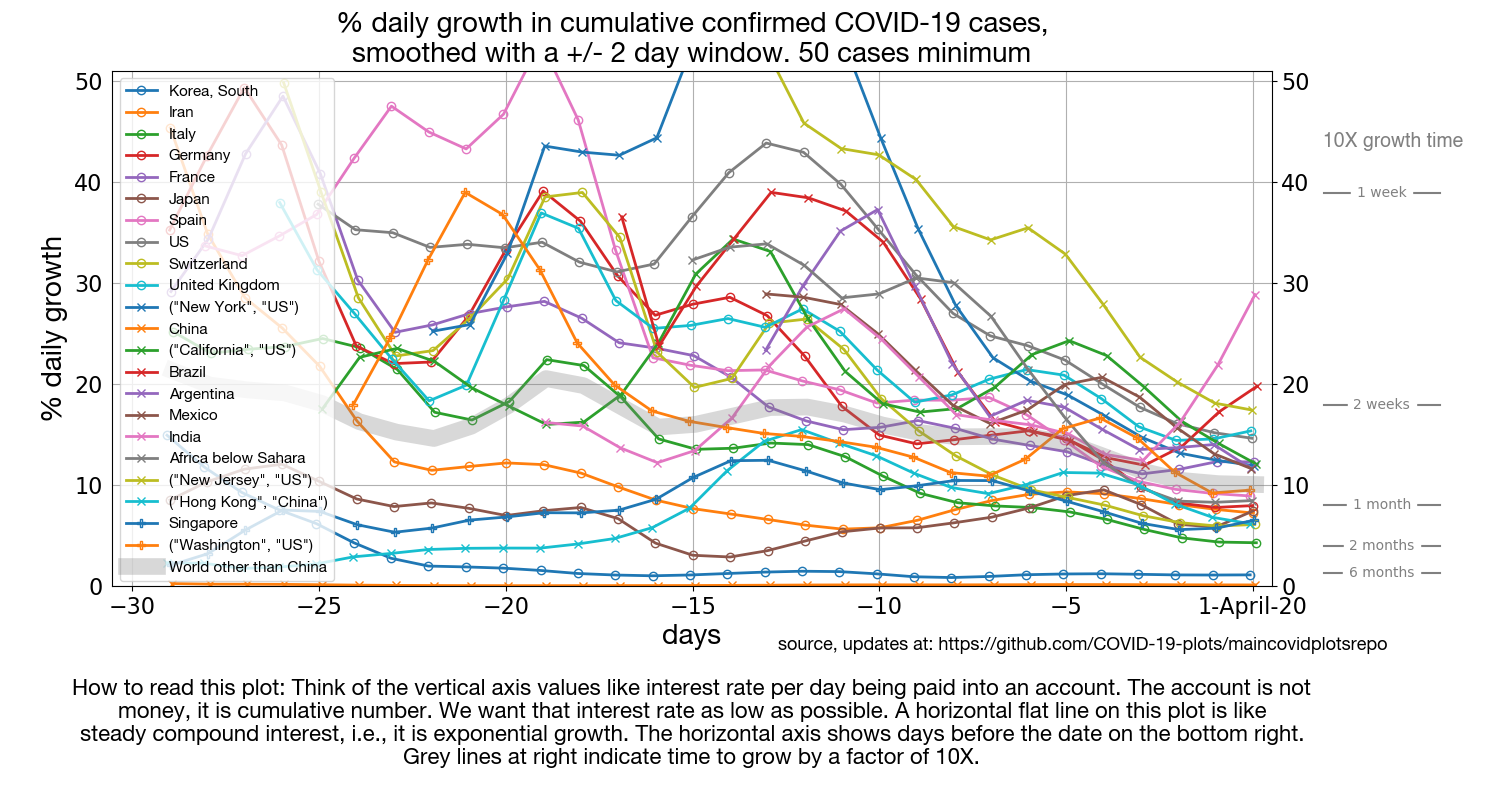 % daily growth in cumulative confirmed COVID-19 cases,
smoothed with a +/- 2 day window. 50 cases minimum
% daily growth
50
40
30
20
10
0
Korea, South
Iran
Italy
Germany
France
Japan
Spain
US
Switzerland
United Kingdom
("New York", "US")
China
("California", "US")
Brazil
Argentina
Mexico
India
Africa below Sahara
("New Jersey", "US")
("Hong Kong", "China")
Singapore
("Washington", "US")
World other than China
50
40
30
20
10
0
10X growth time
1 week
2 weeks
1 month
2 months
6 months
−30 −25 −20 −15 −10 −5 1-April-20
days
source, updates at: https://github.com/COVID-19-plots/maincovidplotsrepo
How to read this plot: Think of the vertical axis values like interest rate per day being paid into an account. The account is not
money, it is cumulative number. We want that interest rate as low as possible. A horizontal flat line on this plot is like
steady compound interest, i.e., it is exponential growth. The horizontal axis shows days before the date on the bottom right.
Grey lines at right indicate time to grow by a factor of 10X.